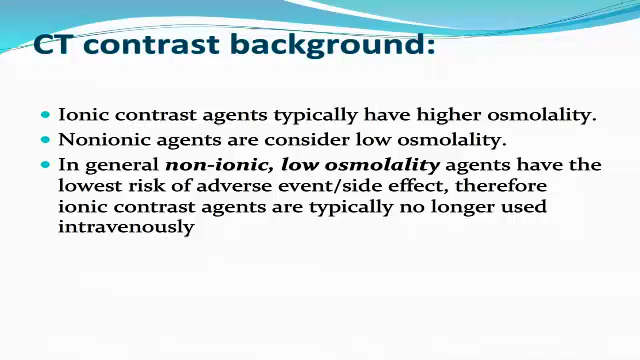 CT contrast background:
• Ionic contrast agents typically have higher osmolality.
• Nonionic agents are consider low osmolality.
• In general non-ionic, low osmolality agents have the
lowest risk of adverse event/side effect, therefore
ionic contrast agents are typically no longer used
intravenously